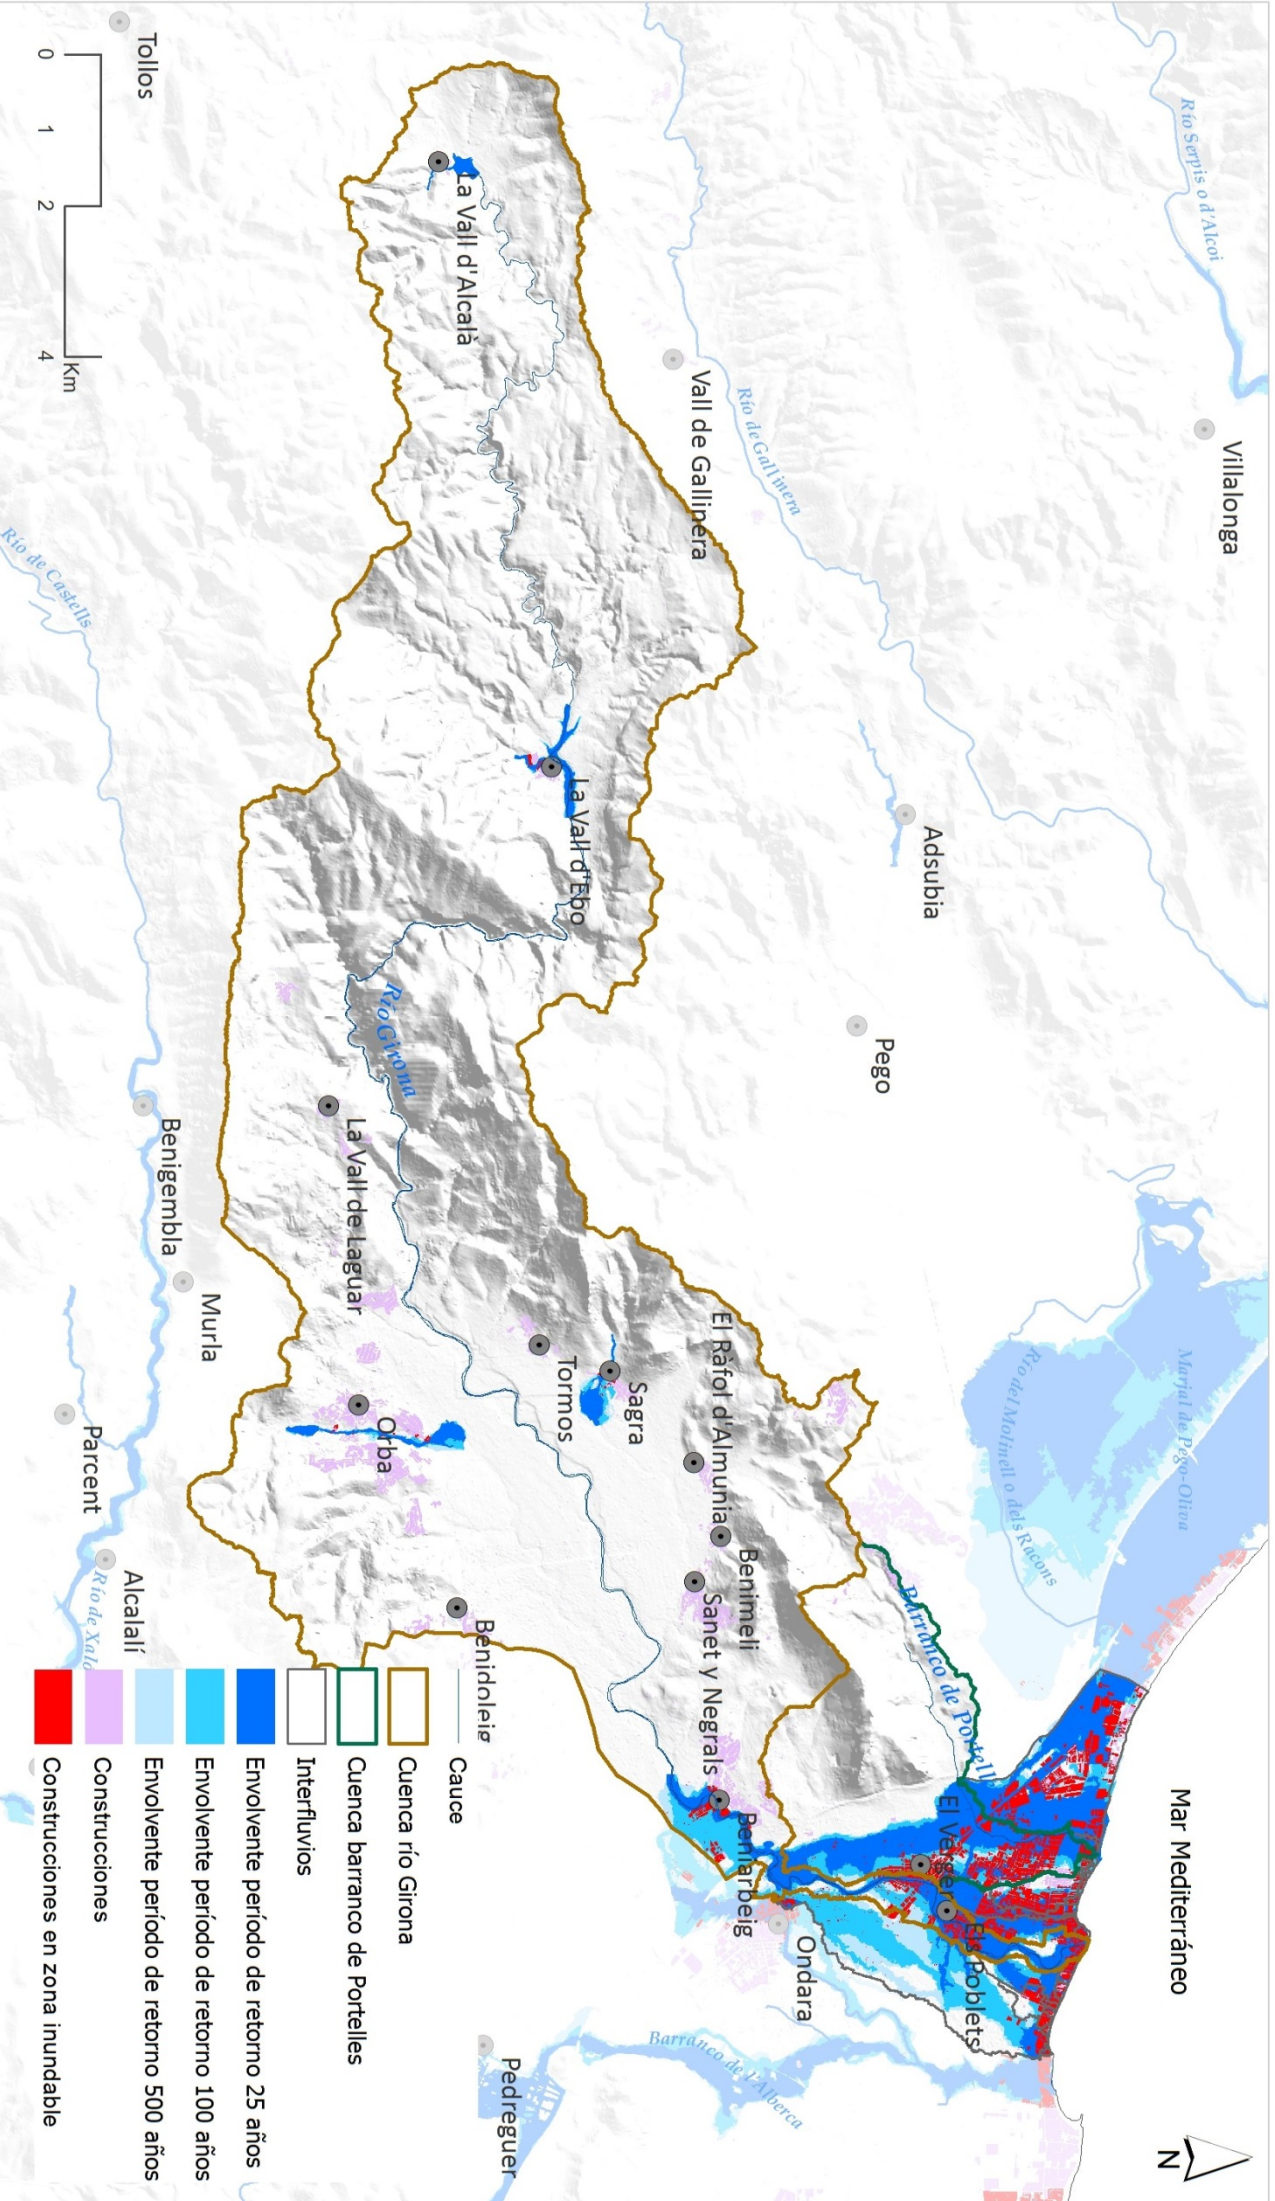 Río Serpis o d'Alcoi
Villalonga
Mar Mediterráneo
N
Marjal de Pego-Oliva
Río del Molinell o dels Racons
Adsubia
Pego
Río de Gallinera
Vall de Gallinera
Barranco de Portell
El Verger
Els Poblets
El Ràfol d'Almunia
Benimeli
Sanet y Negrals
Beniarbeig
Ondara
Barranco de l'Alberca
Sagra
Tormos
La Vall d'Ebo
La Vall d'Alcalà
Río Girona
La Vall de Laguar
Orba
Benidoleig
Pedreguer
Tollos
Benigembla
Murla
Parcent
Alcalalí
Río de Xaló
Río de Castells
0
1
2
4
Km
Cauce
Cuenca río Girona
Cuenca barranco de Portelles
Interfluvios
Envolvente período de retorno 25 años
Envolvente período de retorno 100 años
Envolvente período de retorno 500 años
Construcciones
Construcciones en zona inundable